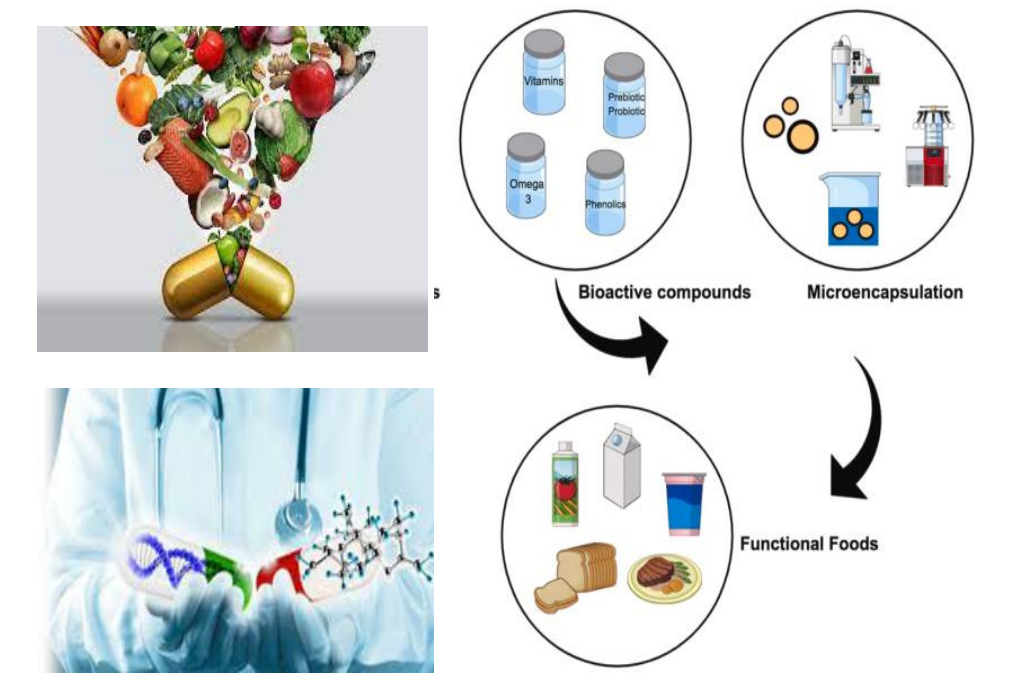 Vitamins
Prebiotic
Probiotic
Omega
3
Phenolics
s
Bioactive compounds
Microencapsulation
Functional Foods